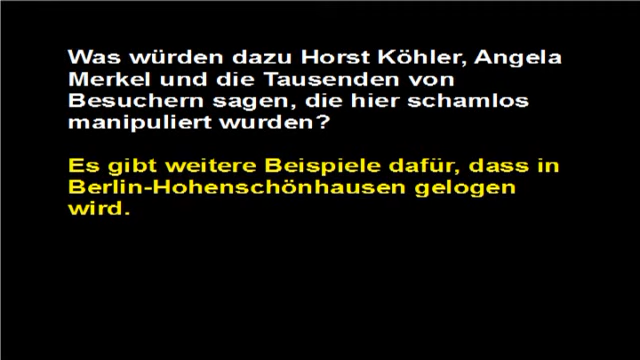 Was würden dazu Horst Köhler, Angela
Merkel und die Tausenden von
Besuchern sagen, die hier schamlos
manipuliert wurden?
Es gibt weitere Beispiele dafür, dass in
Berlin-Hohenschönhausen gelogen
wird.